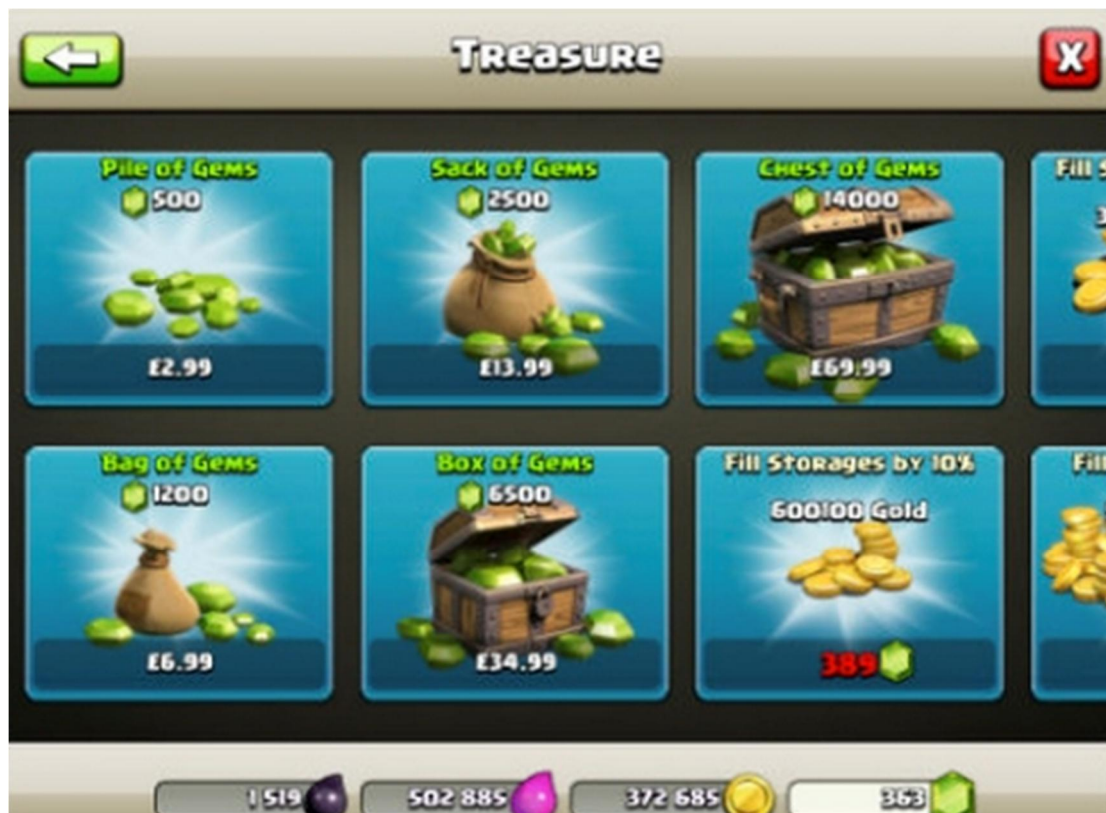 Treasure
X
Pile of Gems
500
£2.99
Sack of Gems
2500
£13.99
Chest of Gems
14000
£69.99
Fill
Bag of Gems
1200
£6.99
Box of Gems
6500
£34.99
Fill Storages by 10%
600100 Gold
389
Fill
1 519
502 885
372 685
363